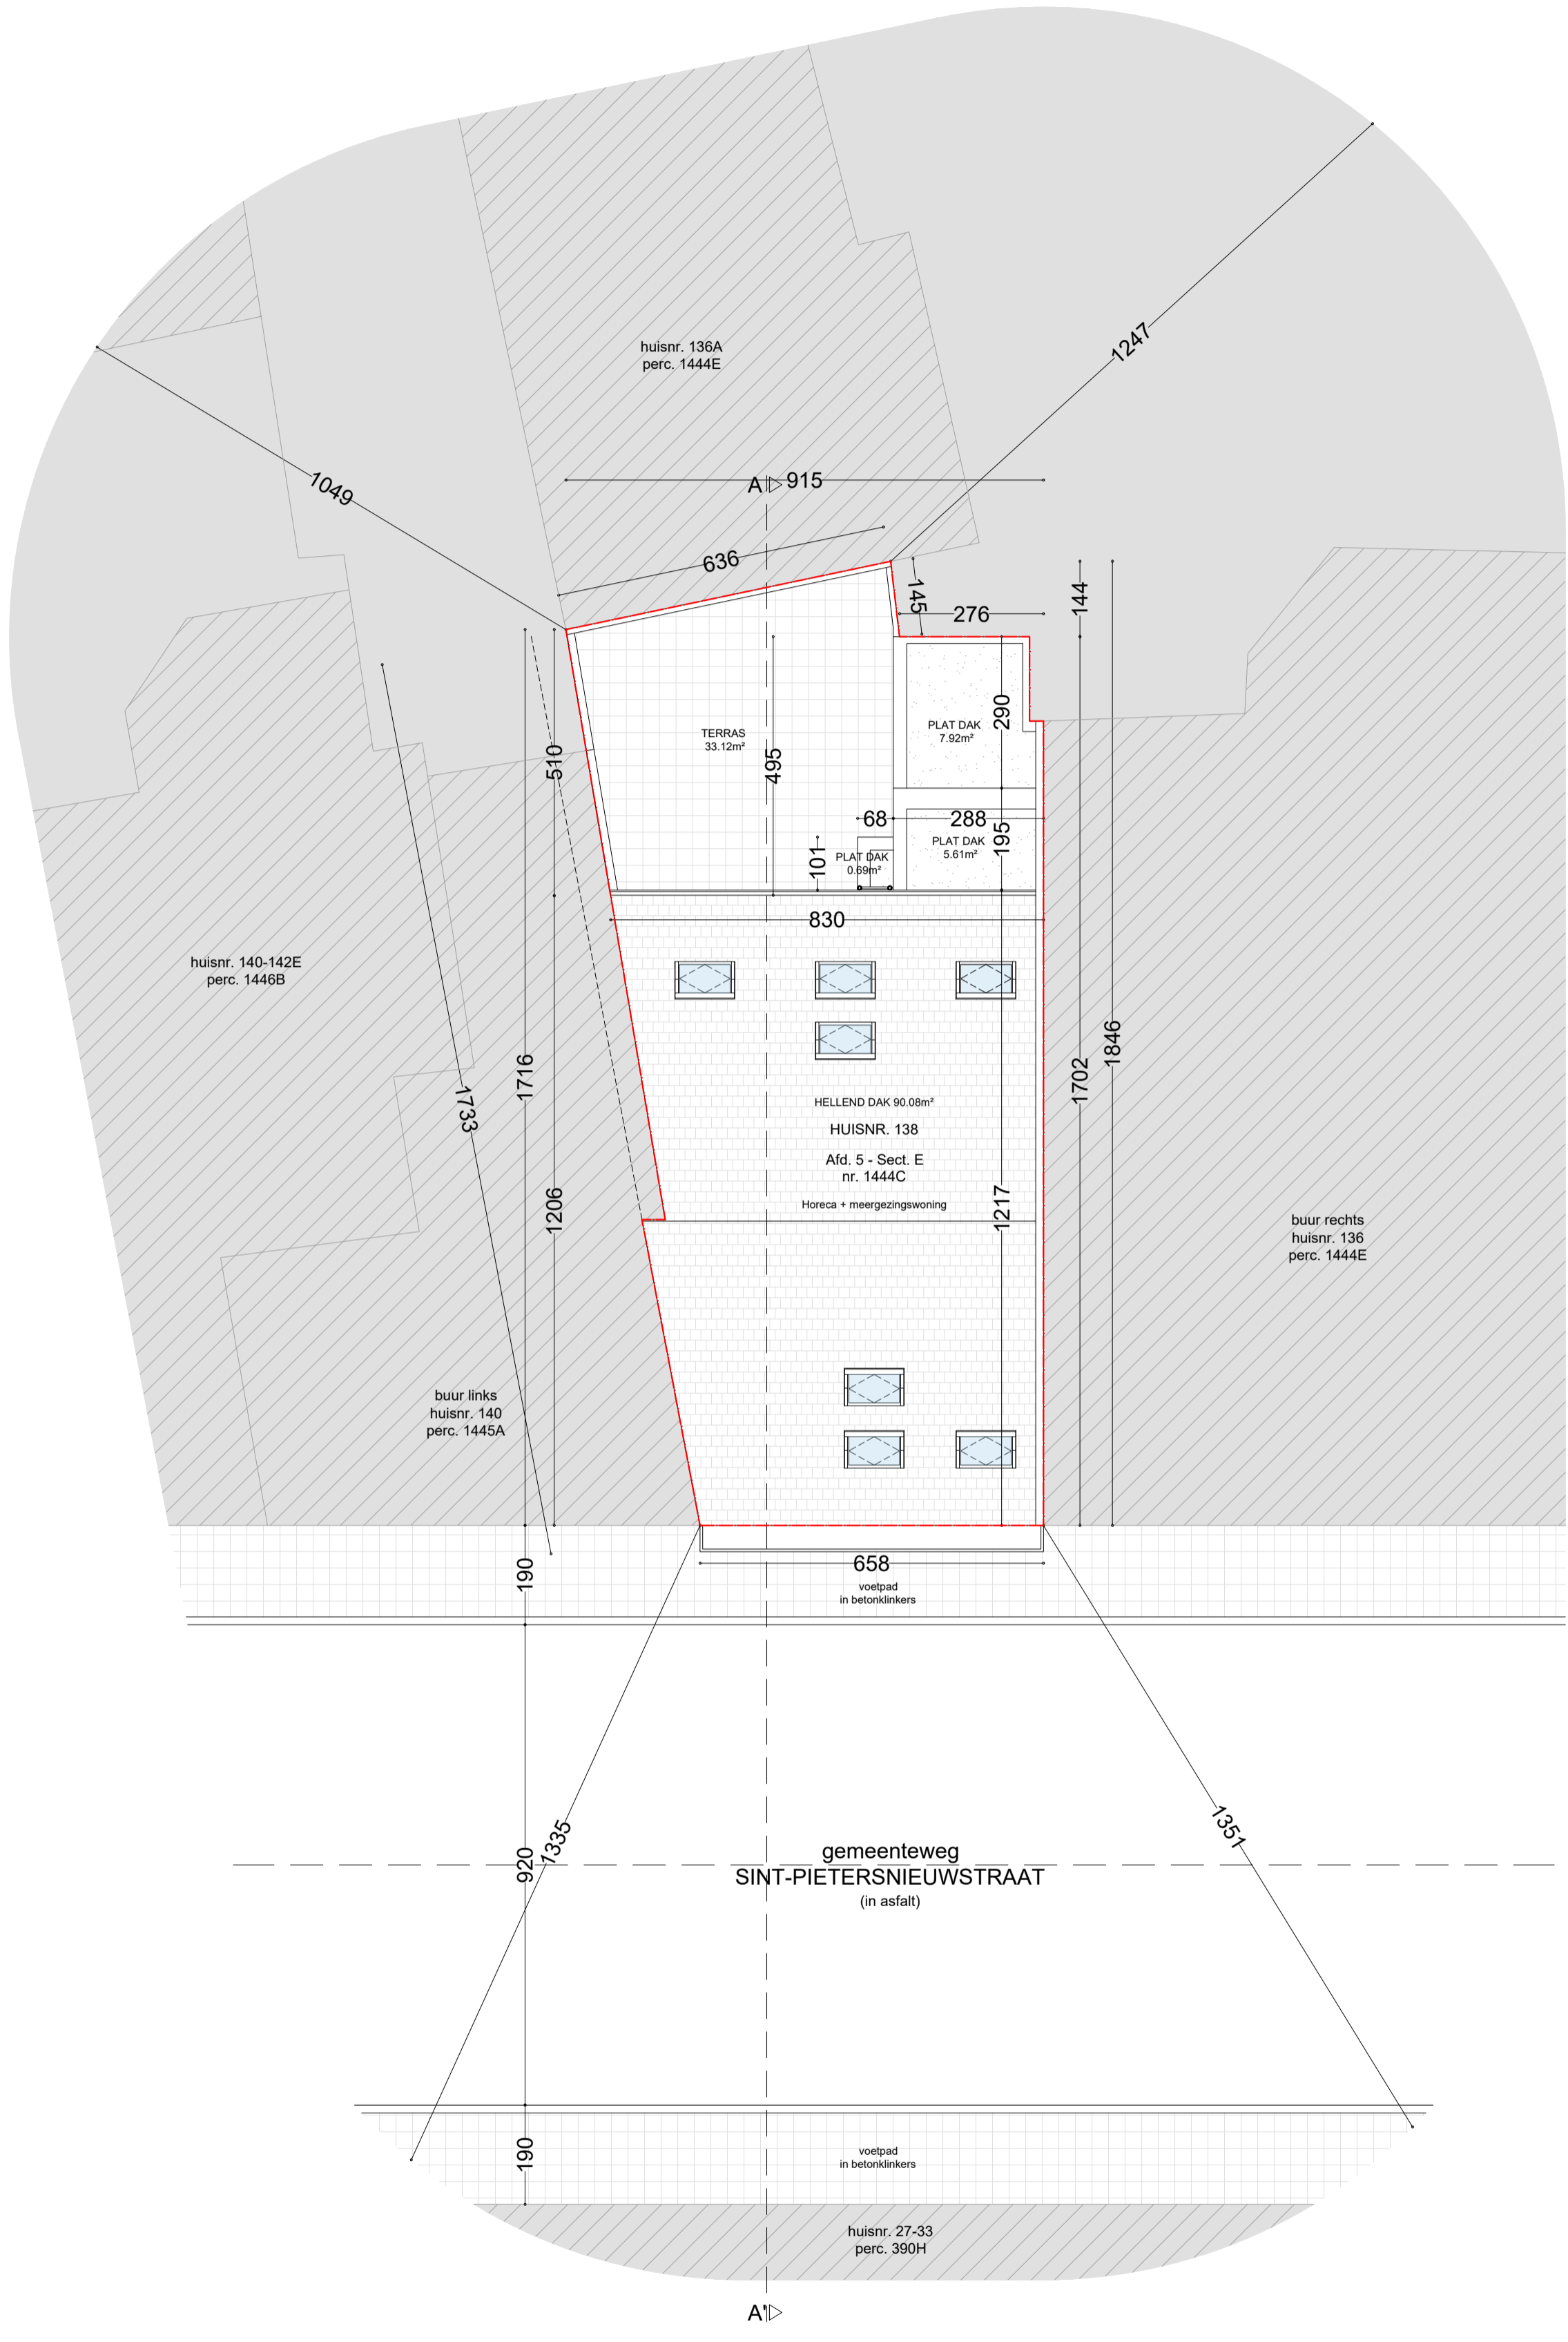 huisnr. 136A
perc. 1444E
1247
1049
A
915
636
145
276
144
TERRAS
33.12m²
510
495
PLAT DAK
7.92m²
290
68
288
101
PLAT DAK
0.69m²
PLAT DAK
5.61m²
195
830
huisnr. 140-142E
perc. 1446B
1716
1733
1206
HELLEND DAK 90.08m²
HUISNR. 138
Afd. 5 - Sect. E
nr. 1444C
Horeca + meergezingswoning
1217
1702
1846
buur rechts
huisnr. 136
perc. 1444E
buur links
huisnr. 140
perc. 1445A
190
658
voetpad
in betonklinkers
920
1335
1351
gemeenteweg
SINT-PIETERSNIEUWSTRAAT
(in asfalt)
190
voetpad
in betonklinkers
huisnr. 27-33
perc. 390H
A'